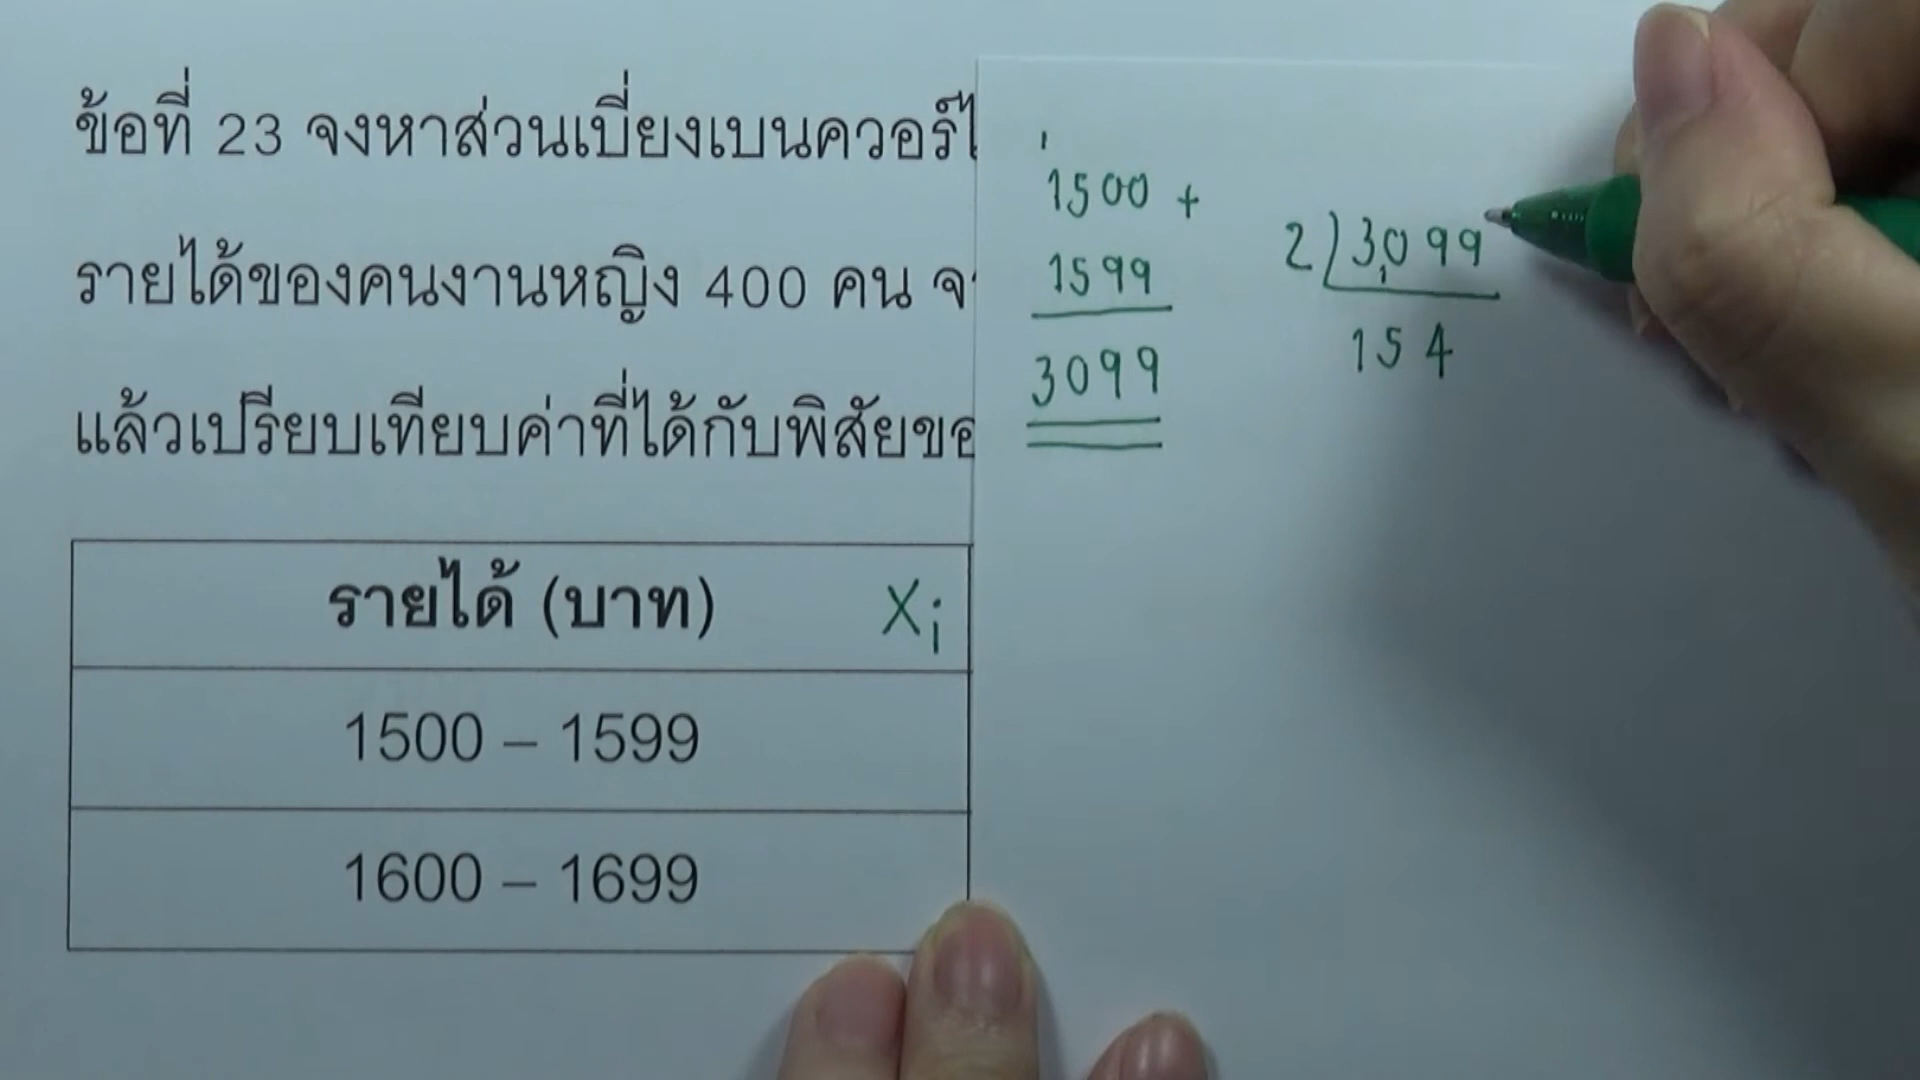 ข้อที่ 23 จงหาส่วนเบี่ยงเบนควอร์ไ
รายได้ของคนงานหญิง 400 คน จ
แล้วเปรียบเทียบค่าที่ได้กับพิสัยขอ
รายได้ (บาท) Xi
1500 – 1599
1600 – 1699
1
1500 +
1599
3099
2 3,099
154